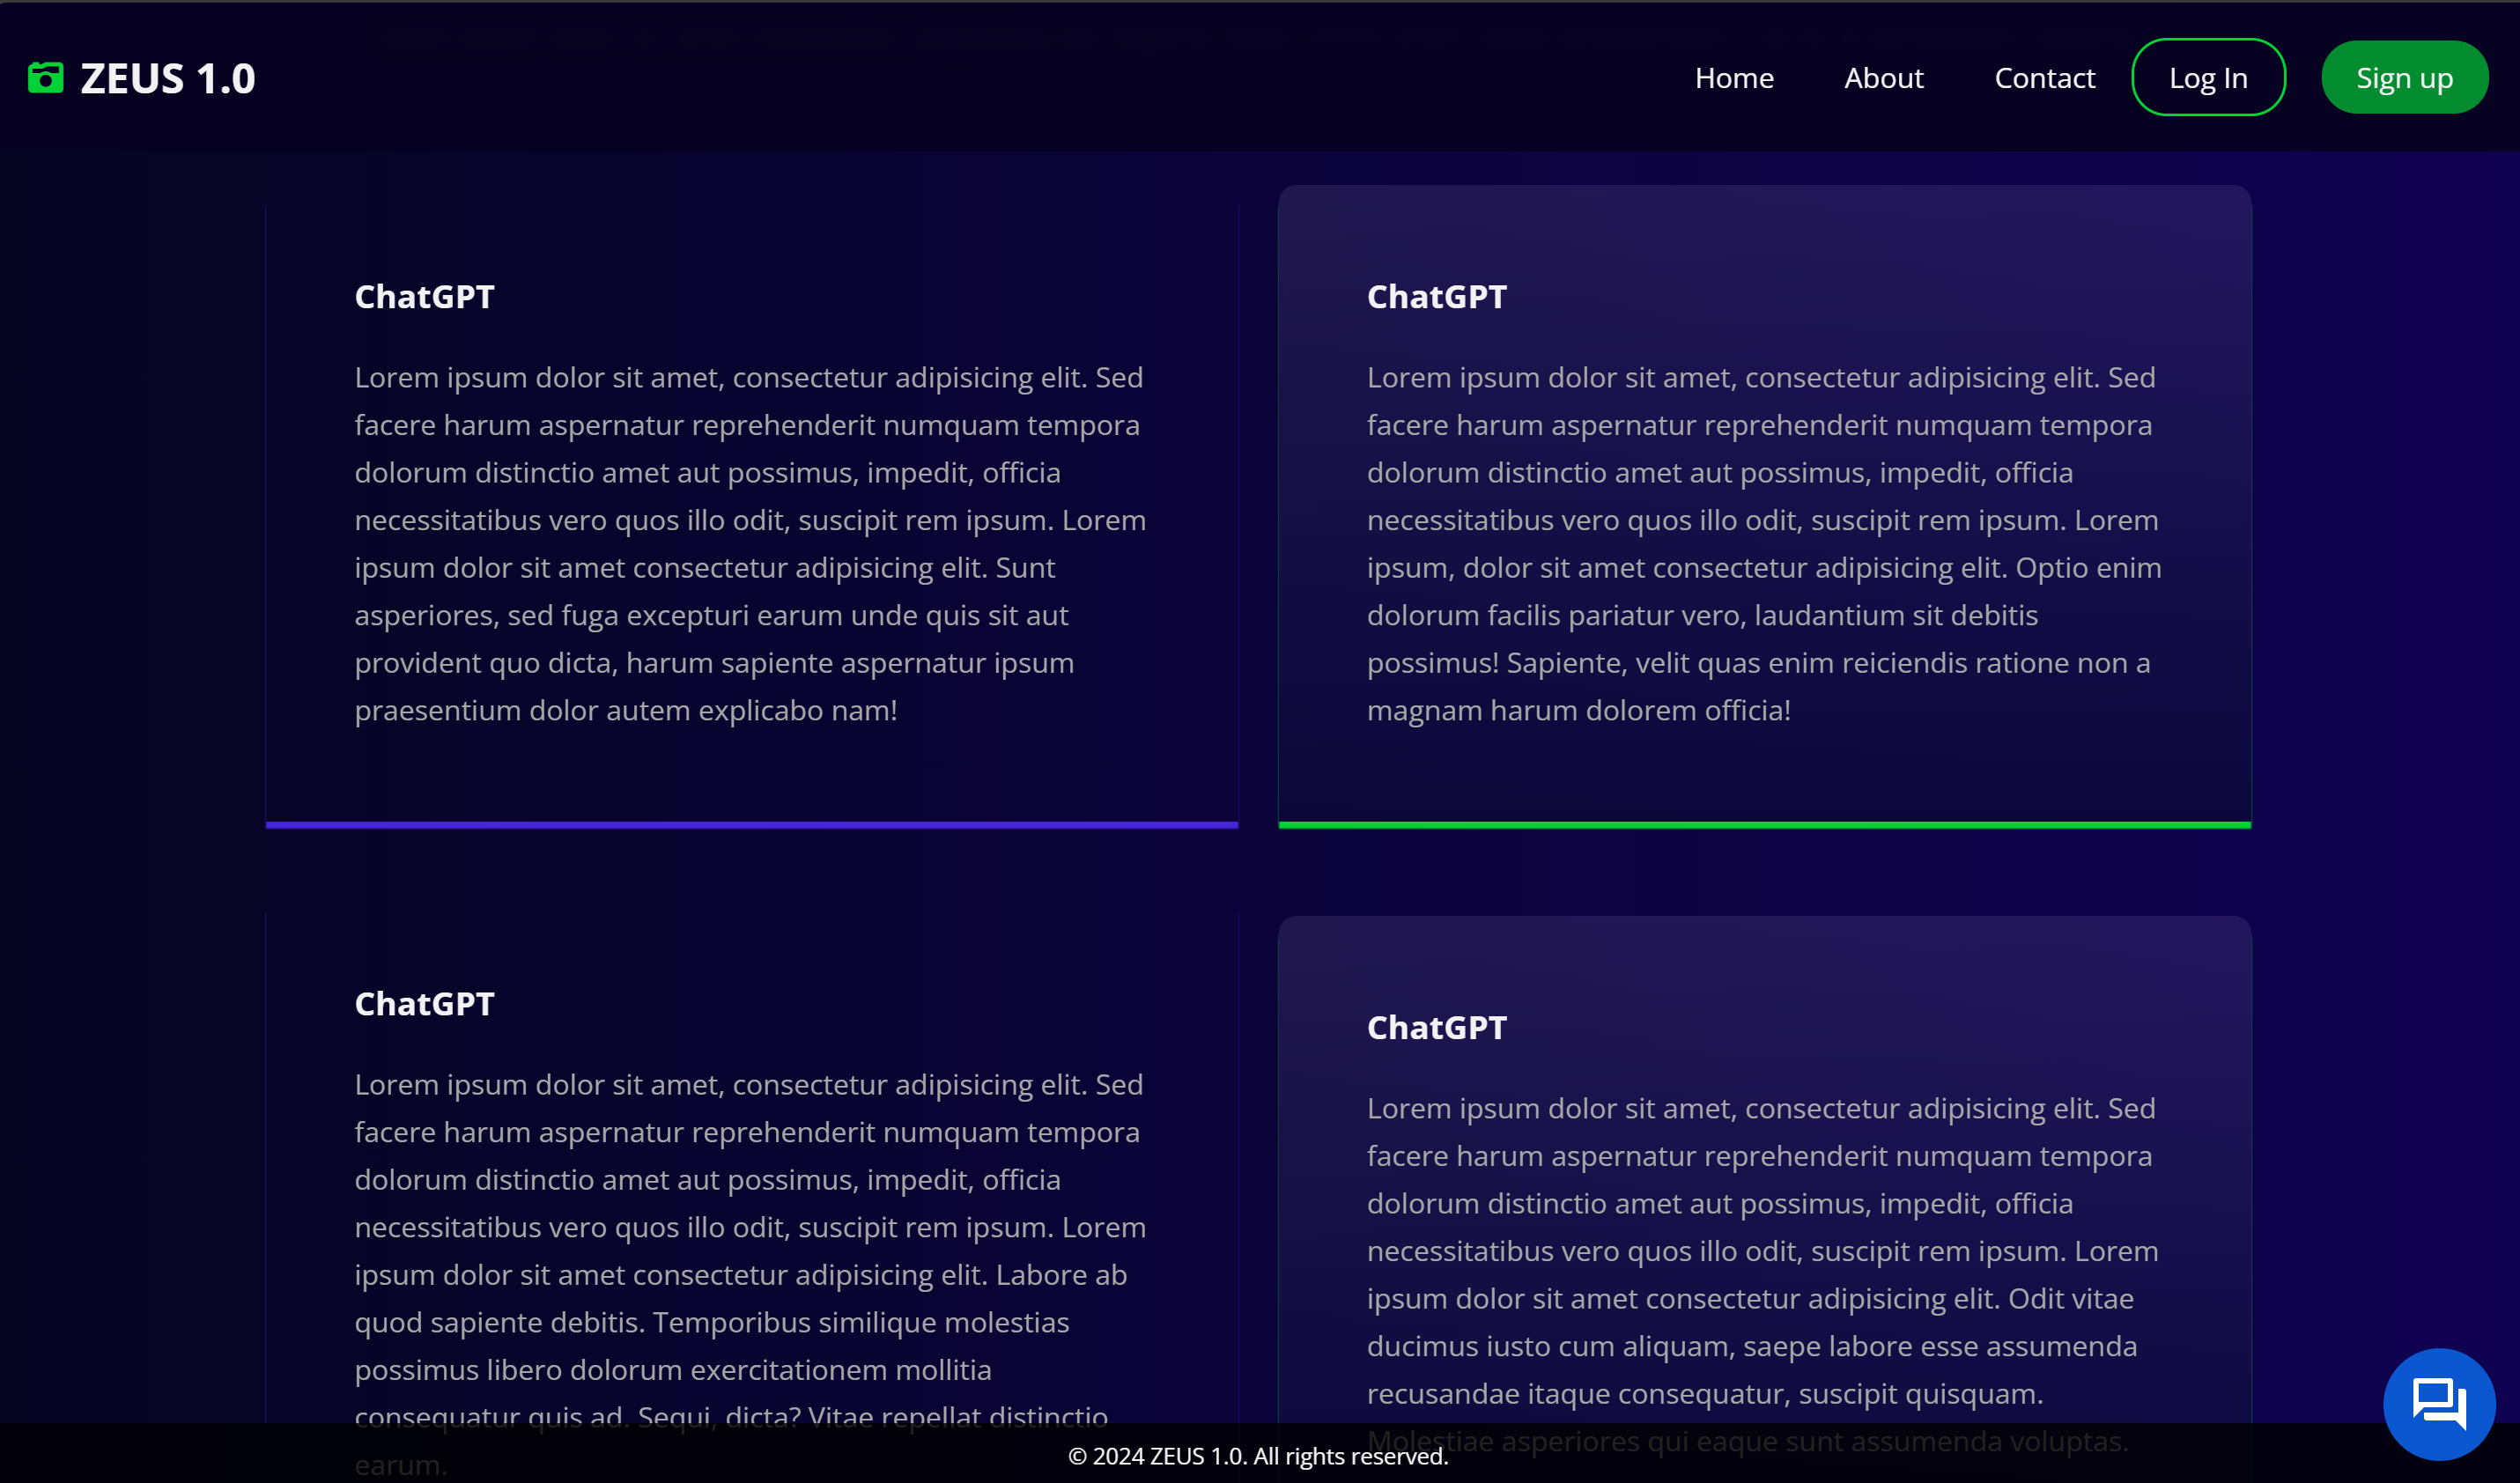 ZEUS 1.0
Home
About
Contact
Log In
Sign up
ChatGPT
Lorem ipsum dolor sit amet, consectetur adipisicing elit. Sed
facere harum aspernatur reprehenderit numquam tempora
dolorum distinctio amet aut possimus, impedit, officia
necessitatibus vero quos illo odit, suscipit rem ipsum. Lorem
ipsum dolor sit amet consectetur adipisicing elit. Sunt
asperiores, sed fuga excepturi earum unde quis sit aut
provident quo dicta, harum sapiente aspernatur ipsum
praesentium dolor autem explicabo nam!
ChatGPT
Lorem ipsum dolor sit amet, consectetur adipisicing elit. Sed
facere harum aspernatur reprehenderit numquam tempora
dolorum distinctio amet aut possimus, impedit, officia
necessitatibus vero quos illo odit, suscipit rem ipsum. Lorem
ipsum, dolor sit amet consectetur adipisicing elit. Optio enim
dolorum facilis pariatur vero, laudantium sit debitis
possimus! Sapiente, velit quas enim reiciendis ratione non a
magnam harum dolorem officia!
ChatGPT
Lorem ipsum dolor sit amet, consectetur adipisicing elit. Sed
facere harum aspernatur reprehenderit numquam tempora
dolorum distinctio amet aut possimus, impedit, officia
necessitatibus vero quos illo odit, suscipit rem ipsum. Lorem
ipsum dolor sit amet consectetur adipisicing elit. Labore ab
quod sapiente debitis. Temporibus similique molestias
possimus libero dolorum exercitationem mollitia
consequatur quis ad. Sequi, dicta? Vitae repellat distinctio
earum.
ChatGPT
Lorem ipsum dolor sit amet, consectetur adipisicing elit. Sed
facere harum aspernatur reprehenderit numquam tempora
dolorum distinctio amet aut possimus, impedit, officia
necessitatibus vero quos illo odit, suscipit rem ipsum. Lorem
ipsum dolor sit amet consectetur adipisicing elit. Odit vitae
ducimus iusto cum aliquam, saepe labore esse assumenda
recusandae itaque consequatur, suscipit quisquam.
Molestiae asperiores qui eaque sunt assumenda voluptas.
© 2024 ZEUS 1.0. All rights reserved.